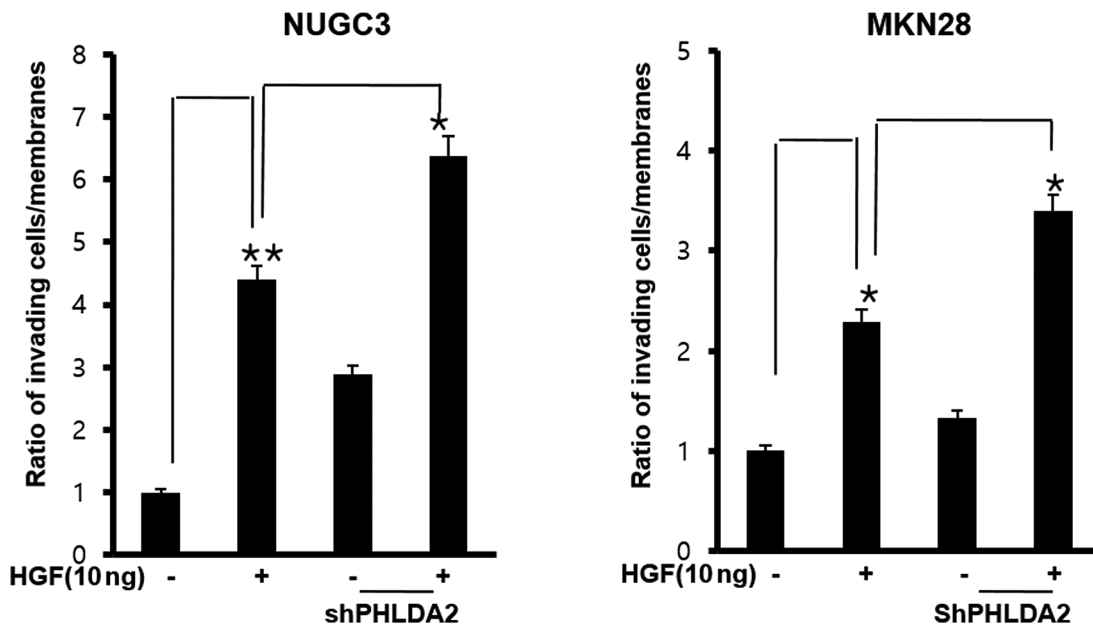 NUGC3
Ratio of invading cells/membranes
8
7
6
5
4
3
2
1
0
* *
*
HGF(10ng) - + - +
shPHLDA2
MKN28
Ratio of invading cells/membranes
5
4
3
2
1
0
*
*
HGF(10ng) - + - +
ShPHLDA2